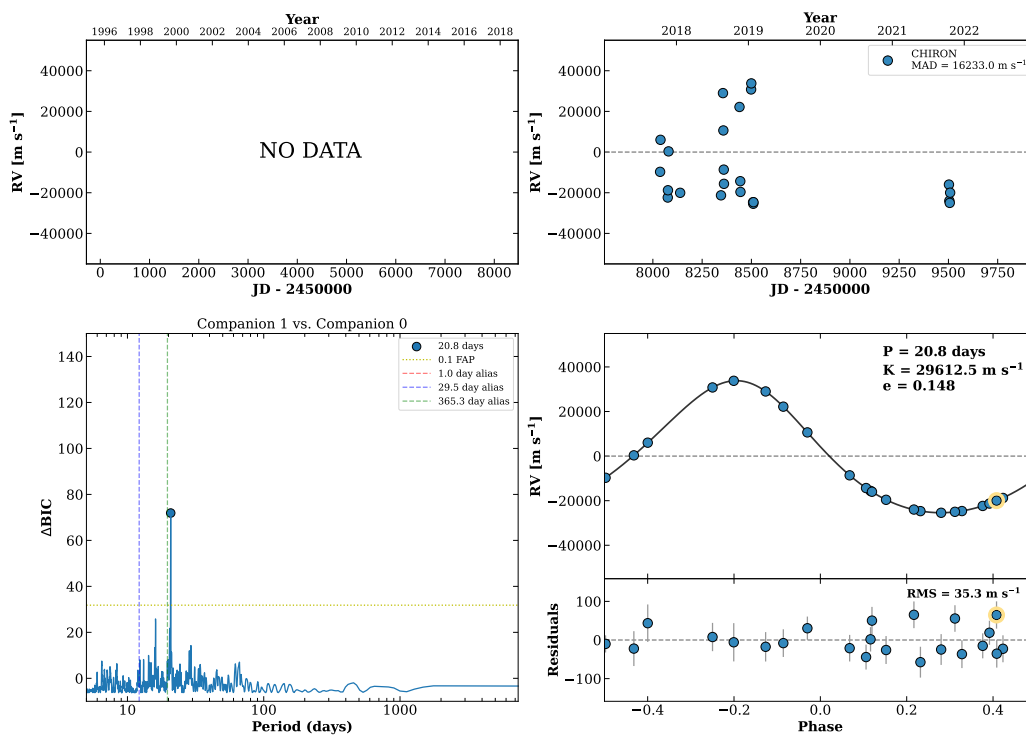 Year
1996 1998 2000 2002 2004 2006 2008 2010 2012 2014 2016 2018
40000
20000
0
−20000
−40000
RV [m s⁻¹]
NO DATA
0 1000 2000 3000 4000 5000 6000 7000 8000
JD - 2450000
Year
2018 2019 2020 2021 2022
CHIRON
MAD = 16233.0 m s⁻¹
40000
20000
0
−20000
−40000
RV [m s⁻¹]
8000 8250 8500 8750 9000 9250 9500 9750
JD - 2450000
Companion 1 vs. Companion 0
20.8 days
0.1 FAP
1.0 day alias
29.5 day alias
365.3 day alias
140
120
100
80
60
40
20
0
ΔBIC
10 100 1000
Period (days)
P = 20.8 days
K = 29612.5 m s⁻¹
e = 0.148
40000
20000
0
−20000
−40000
RV [m s⁻¹]
RMS = 35.3 m s⁻¹
100
0
−100
Residuals
−0.4 −0.2 0.0 0.2 0.4
Phase